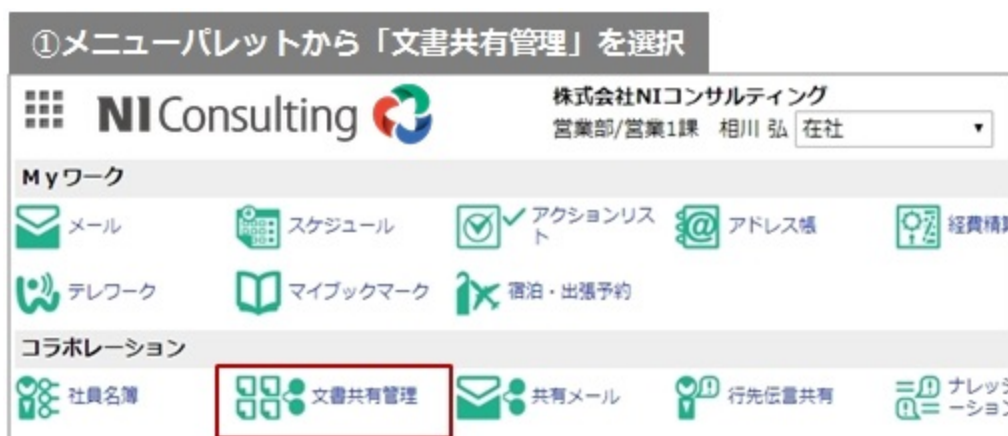 ①メニューパレットから「文書共有管理」を選択
NI Consulting
株式会社NIコンサルティング
営業部/営業1課 相川 弘 在社
Myワーク
メール
スケジュール
アクションリス
ト
アドレス帳
経費精算
テレワーク
マイブックマーク
宿泊・出張予約
コラボレーション
社員名簿
文書共有管理
共有メール
行先伝言共有
ナレッジ
ーション